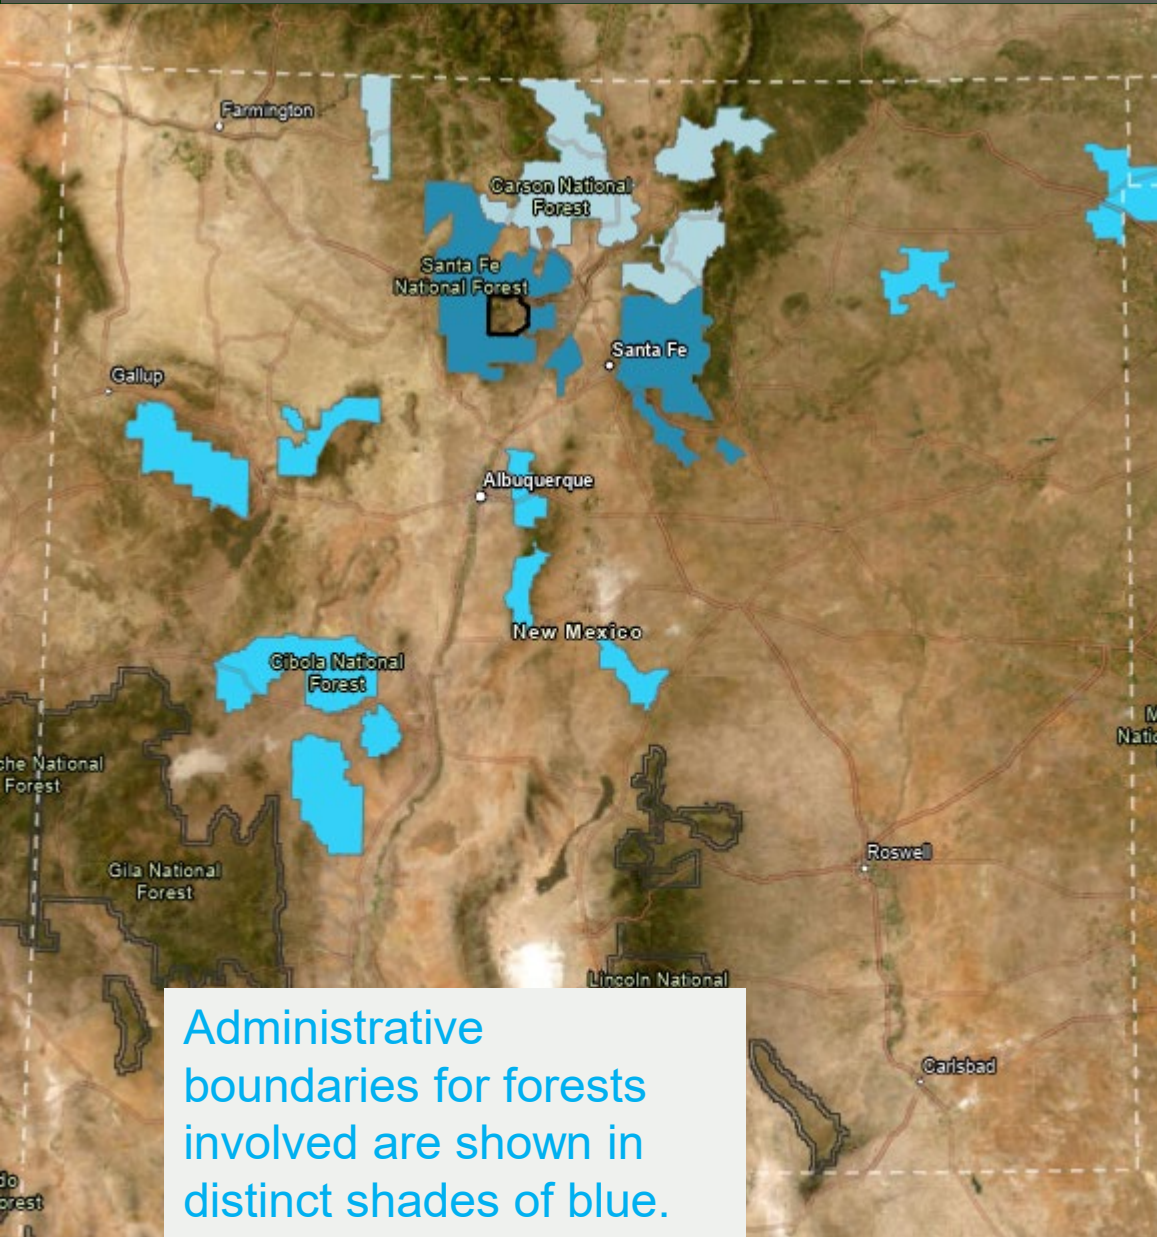 Farmington
Carson National
Forest
Santa Fe
National Forest
Santa Fe
Gallup
Albuquerque
New Mexico
Cibola National
Forest
che National
Forest
Gila National
Forest
Roswell
Lincoln National
Carlsbad
Administrative
boundaries for forests
involved are shown in
distinct shades of blue.